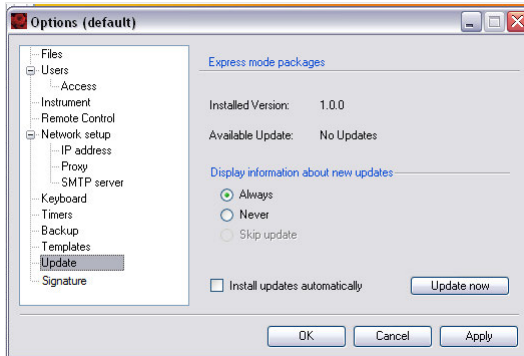 Options (default)
Files
Users
Access
Instrument
Remote Control
Network setup
IP address
Proxy
SMTP server
Keyboard
Timers
Backup
Templates
Update
Signature
Express mode packages
Installed Version: 1.0.0
Available Update: No Updates
Display information about new updates
Always
Never
Skip update
Install updates automatically
Update now
OK
Cancel
Apply